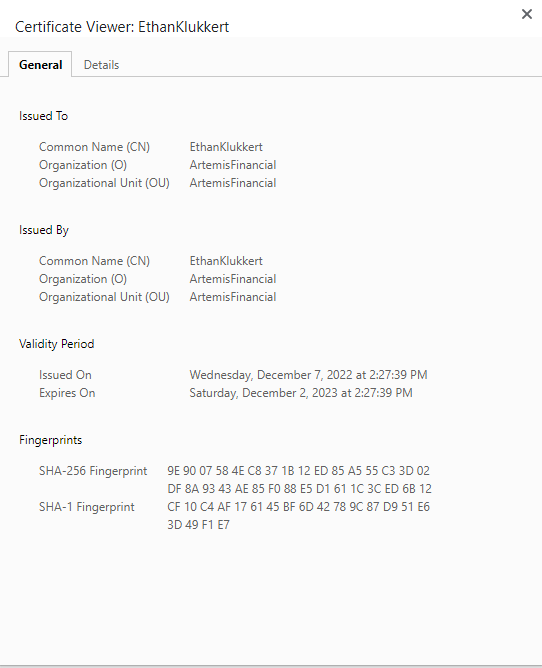 Certificate Viewer: EthanKlukkert
General Details
Issued To
Common Name (CN) EthanKlukkert
Organization (O) ArtemisFinancial
Organizational Unit (OU) ArtemisFinancial
Issued By
Common Name (CN) EthanKlukkert
Organization (O) ArtemisFinancial
Organizational Unit (OU) ArtemisFinancial
Validity Period
Issued On Wednesday, December 7, 2022 at 2:27:39 PM
Expires On Saturday, December 2, 2023 at 2:27:39 PM
Fingerprints
SHA-256 Fingerprint 9E 90 07 58 4E C8 37 1B 12 ED 85 A5 55 C3 3D 02
DF 8A 93 43 AE 85 F0 88 E5 D1 61 1C 3C ED 6B 12
SHA-1 Fingerprint CF 10 C4 AF 17 61 45 BF 6D 42 78 9C 87 D9 51 E6
3D 49 F1 E7